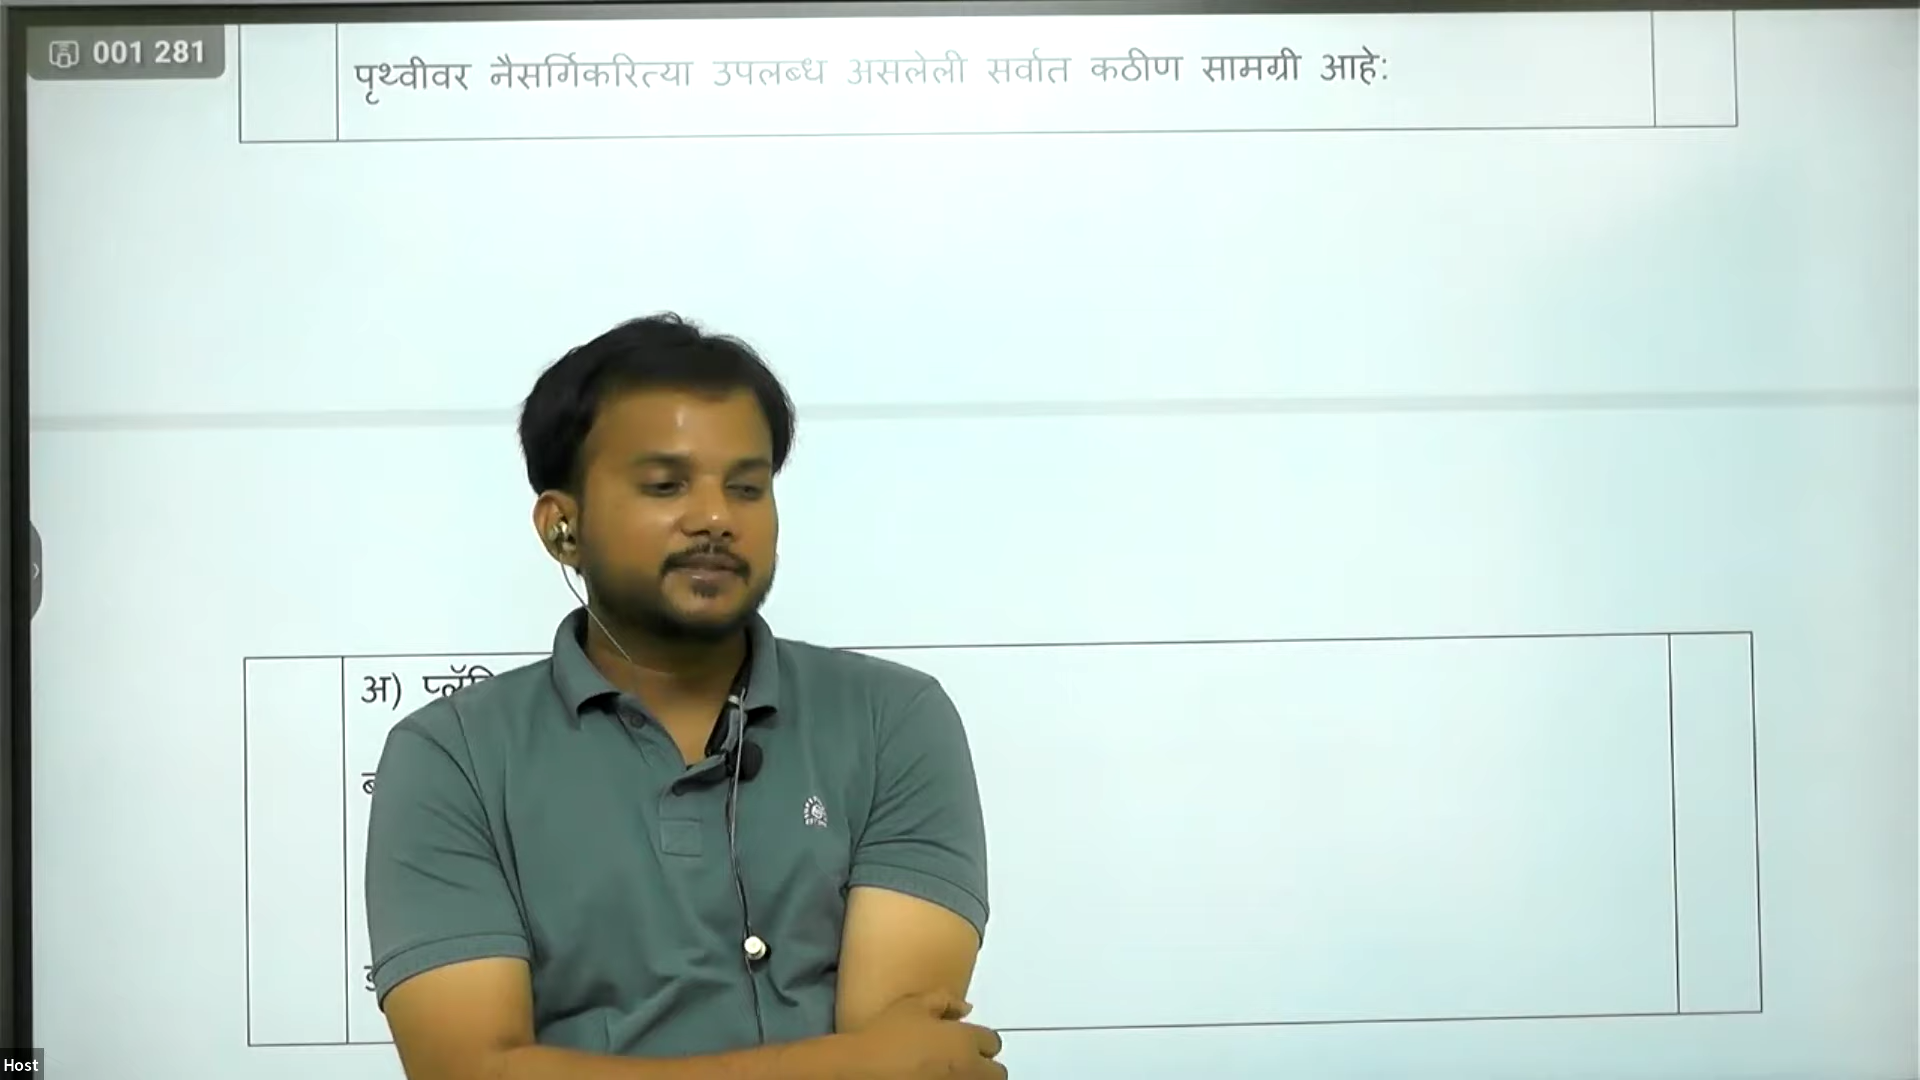 001 281
पृथ्वीवर नैसर्गिकरित्या उपलब्ध असलेली सर्वात कठीण सामग्री आहे:
अ)
Host